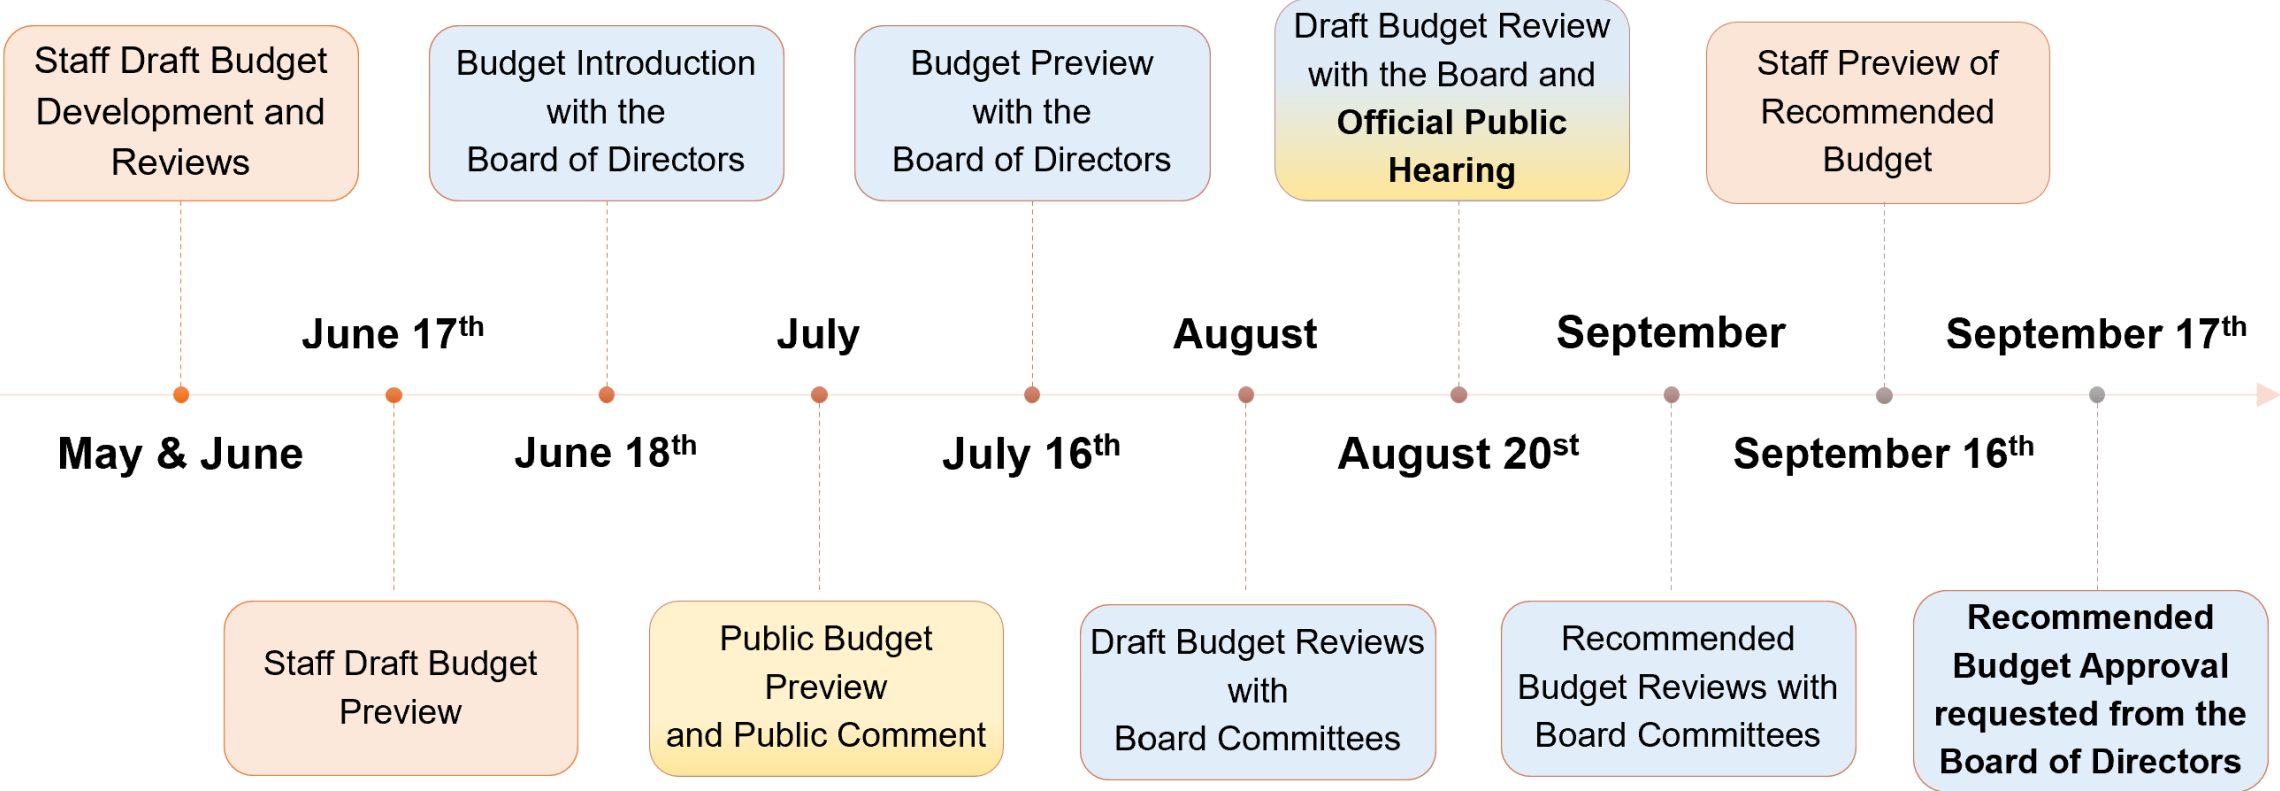 Staff Draft Budget
Development and
Reviews
Budget Introduction
with the
Board of Directors
Budget Preview
with the
Board of Directors
Draft Budget Review
with the Board and
Official Public
Hearing
Staff Preview of
Recommended
Budget
June 17th
July
August
September
September 17th
May & June
June 18th
July 16th
August 20st
September 16th
Staff Draft Budget
Preview
Public Budget
Preview
and Public Comment
Draft Budget Reviews
with
Board Committees
Recommended
Budget Reviews with
Board Committees
Recommended
Budget Approval
requested from the
Board of Directors